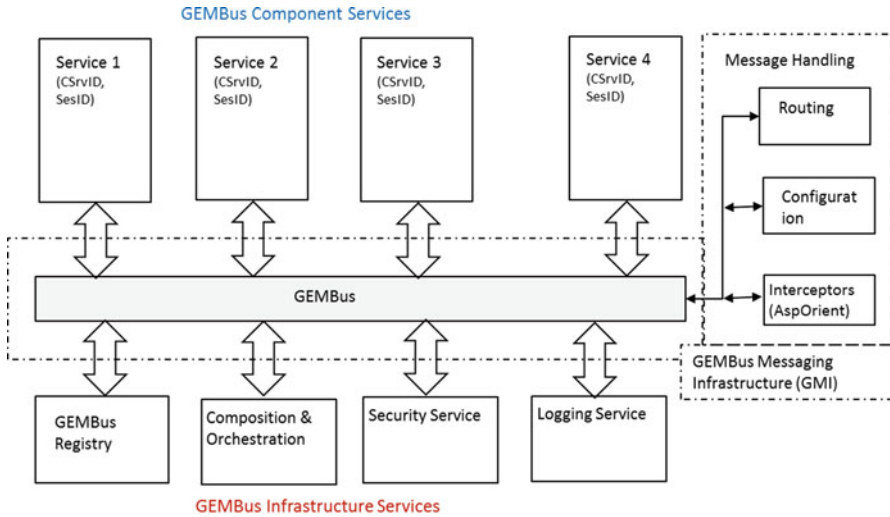 GEMBus Component Services
Service 1
(CSrvID,
SesID)
Service 2
(CSrvID,
SesID)
Service 3
(CSrvID,
SesID)
Service 4
(CSrvID,
SesID)
Message Handling
Routing
Configurat
ion
Interceptors
(AspOrient)
GEMBus
GEMBus Messaging
Infrastructure (GMI)
GEMBus
Registry
Composition &
Orchestration
Security Service
Logging Service
GEMBus Infrastructure Services